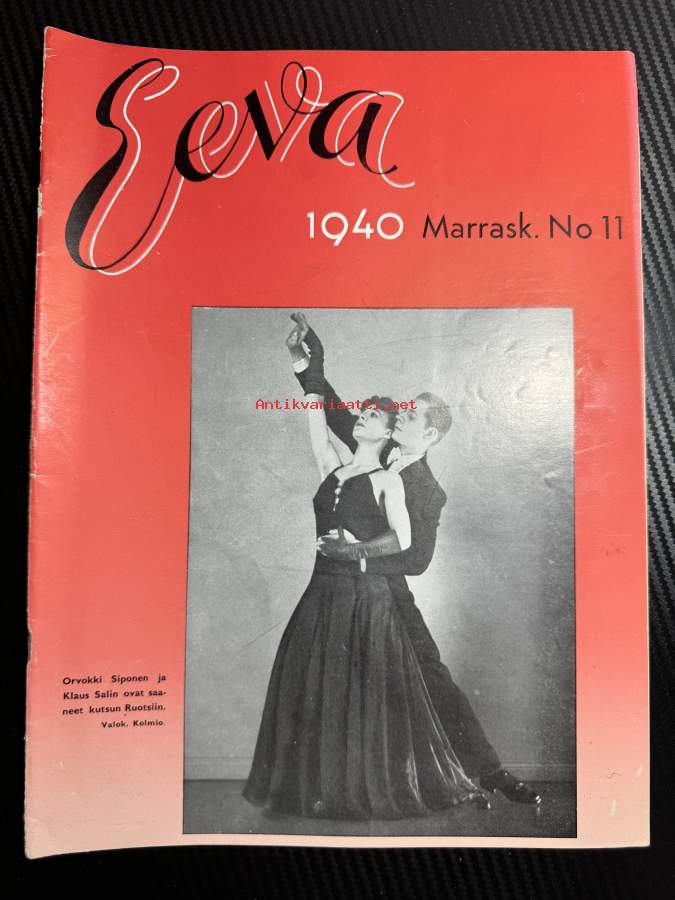 Eeva
1940 Marrask. No 11
Antikvariaatti.net
Orvokki Siponen ja
Klaus Salin ovat saa-
neet kutsun Ruotsiin.
Valok. Kolmio.